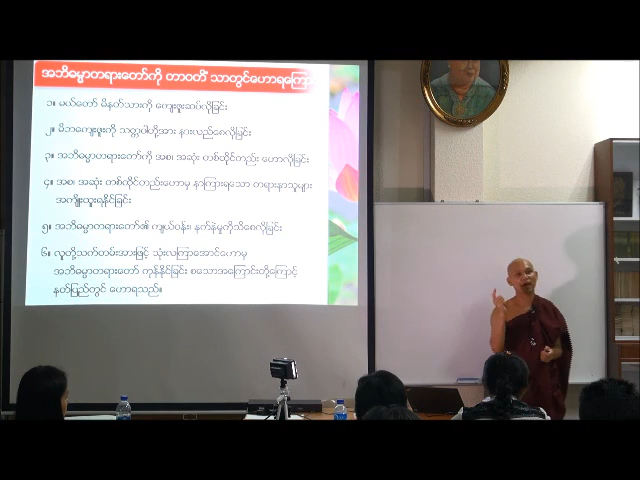 အဘိဓမ္မာတရားတော်ကို တာဝတိံ သာတွင်ဟောရကြော
၁။ မယ်တော် မိနတ်သားကို ကျေးဇူးဆပ်လိုခြင်း
၂။ မိဘကျေးဇူးကို သတ္တဝါတို့အား နားလည်စေလိုခြင်း
၃။ အဘိဓမ္မာတရားတော်ကို အစ၊ အဆုံး တစ်ထိုင်တည်း ဟောလိုခြင်း
၄။ အစ၊ အဆုံး တစ်ထိုင်တည်းဟောမှ နာကြားရသော တရားနာသူများ
အကျိုးထူးရနိုင်ခြင်း
၅။ အဘိဓမ္မာတရားတော်၏ ကျယ်ဝန်း၊ နက်နဲမှုကိုသိစေလိုခြင်း
၆။ လူတို့သက်တမ်းအားဖြင့် သုံးလကြာအောင်ဟောမှ
အဘိဓမ္မာတရားတော် ကုန်နိုင်ခြင်း စသောအကြောင်းတို့ကြောင့်
နတ်ပြည်တွင် ဟောရသည်။